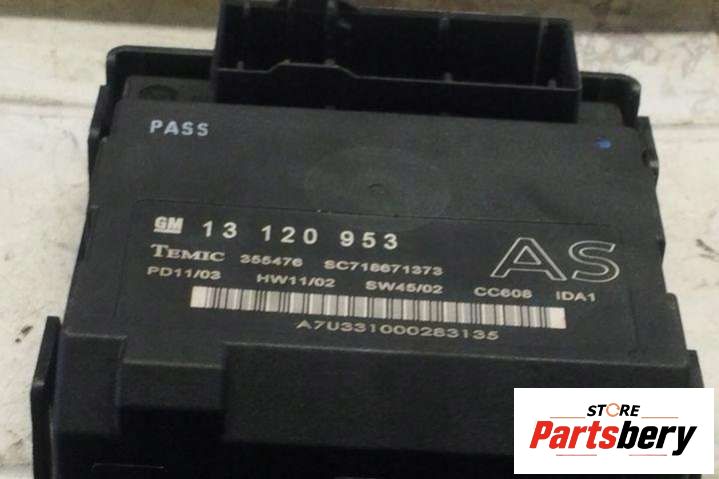 PASS
GM 13 120 953
TEMIC 355476 SC718671373
AS
PD11/03 HW11/02 SW45/02 CC608 IDA1
A7U331000283135
STORE
Partsbery